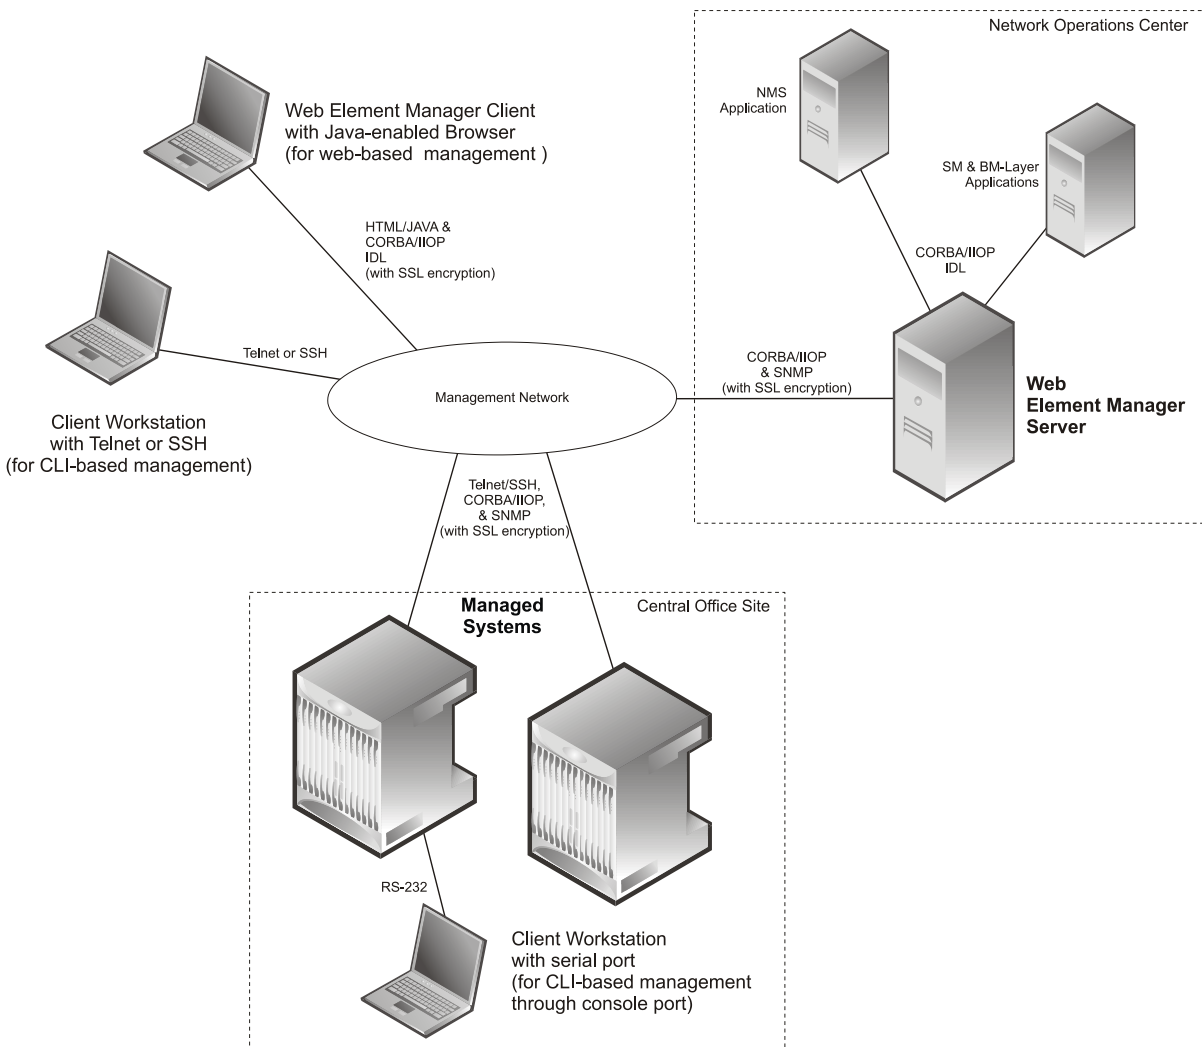 Network Operations Center
NMS
Application
Web Element Manager Client
with Java-enabled Browser
(for web-based management )
SM & BM-Layer
Applications
HTML/JAVA &
CORBA/IIOP
IDL
(with SSL encryption)
CORBA/IIOP
IDL
Telnet or SSH
CORBA/IIOP
& SNMP
(with SSL encryption)
Management Network
Web
Element Manager
Server
Client Workstation
with Telnet or SSH
(for CLI-based management)
Telnet/SSH,
CORBA/IIOP,
& SNMP
(with SSL encryption)
Managed
Systems
Central Office Site
RS-232
Client Workstation
with serial port
(for CLI-based management
through console port)